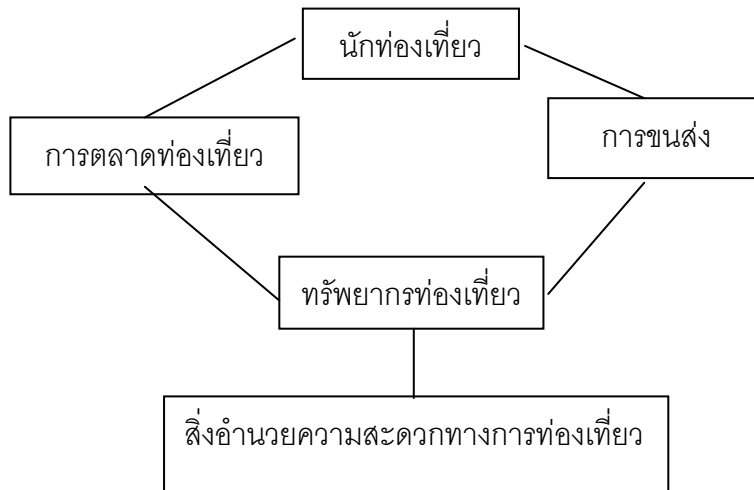 นักท่องเที่ยว
การตลาดท่องเที่ยว
การขนส่ง
ทรัพยากรท่องเที่ยว
สิ่งอำนวยความสะดวกทางการท่องเที่ยว